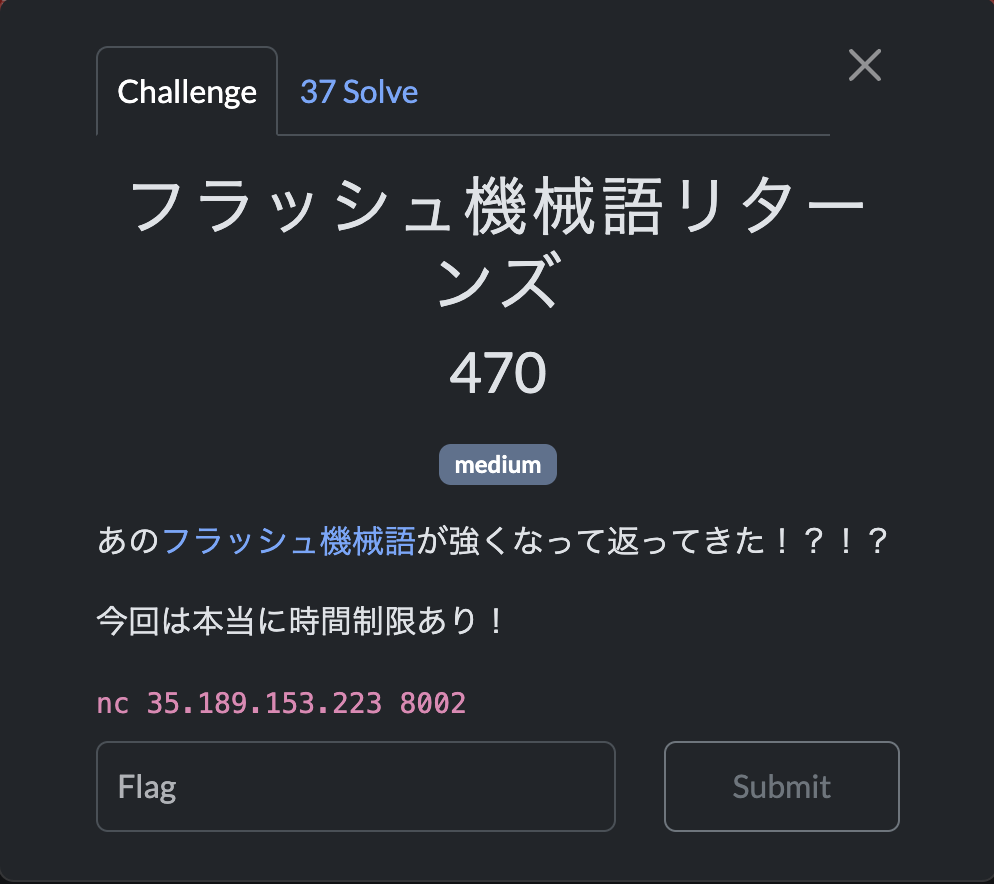 Challenge
37 Solve
フラッシュ機械語リター
ンズ
470
medium
あのフラッシュ機械語が強くなって返ってきた！？！？
今回は本当に時間制限あり！
nc 35.189.153.223 8002
Flag
Submit